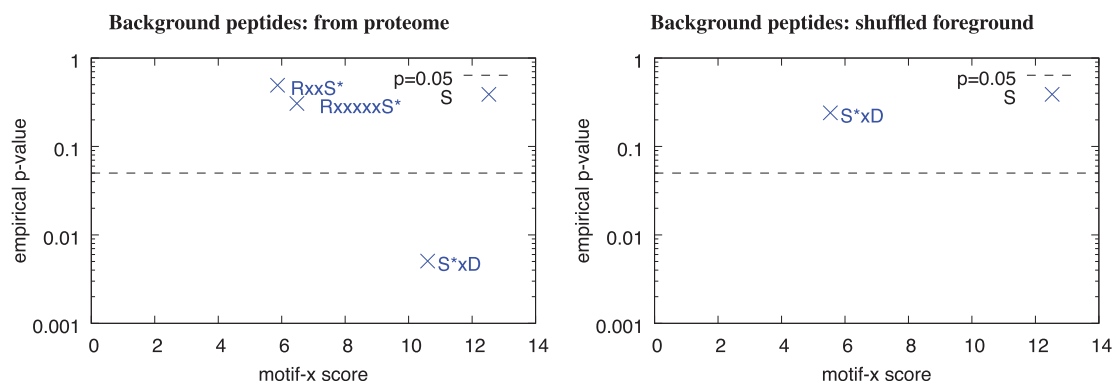 Background peptides: from proteome
1
0.1
0.01
0.001
empirical p-value
p=0.05
S
RxxS*
RxxxxxS*
S*xD
0 2 4 6 8 10 12 14
motif-x score
Background peptides: shuffled foreground
1
0.1
0.01
0.001
empirical p-value
p=0.05
S
S*xD
0 2 4 6 8 10 12 14
motif-x score